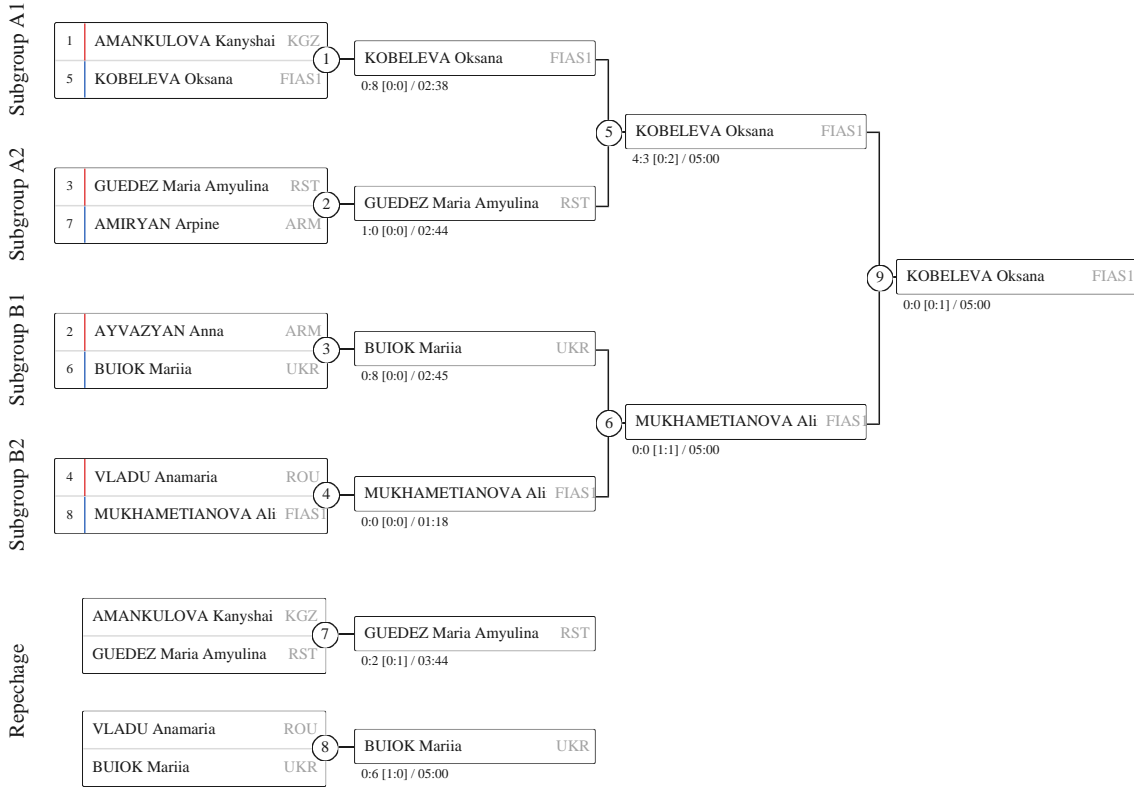 Subgroup A1
1 AMANKULOVA Kanyshai KGZ
5 KOBELEVA Oksana FIAS1
1
KOBELEVA Oksana FIAS1
0:8 [0:0] / 02:38
5
KOBELEVA Oksana FIAS1
4:3 [0:2] / 05:00
Subgroup A2
3 GUEDEZ Maria Amyulina RST
7 AMIRYAN Arpine ARM
2
GUEDEZ Maria Amyulina RST
1:0 [0:0] / 02:44
9
KOBELEVA Oksana FIAS1
0:0 [0:1] / 05:00
Subgroup B1
2 AYVAZYAN Anna ARM
6 BUIOK Mariia UKR
3
BUIOK Mariia UKR
0:8 [0:0] / 02:45
6
MUKHAMETIANOVA Ali FIAS1
0:0 [1:1] / 05:00
Subgroup B2
4 VLADU Anamaria ROU
8 MUKHAMETIANOVA Ali FIAS1
4
MUKHAMETIANOVA Ali FIAS1
0:0 [0:0] / 01:18
Repechage
AMANKULOVA Kanyshai KGZ
GUEDEZ Maria Amyulina RST
7
GUEDEZ Maria Amyulina RST
0:2 [0:1] / 03:44
VLADU Anamaria ROU
BUIOK Mariia UKR
8
BUIOK Mariia UKR
0:6 [1:0] / 05:00